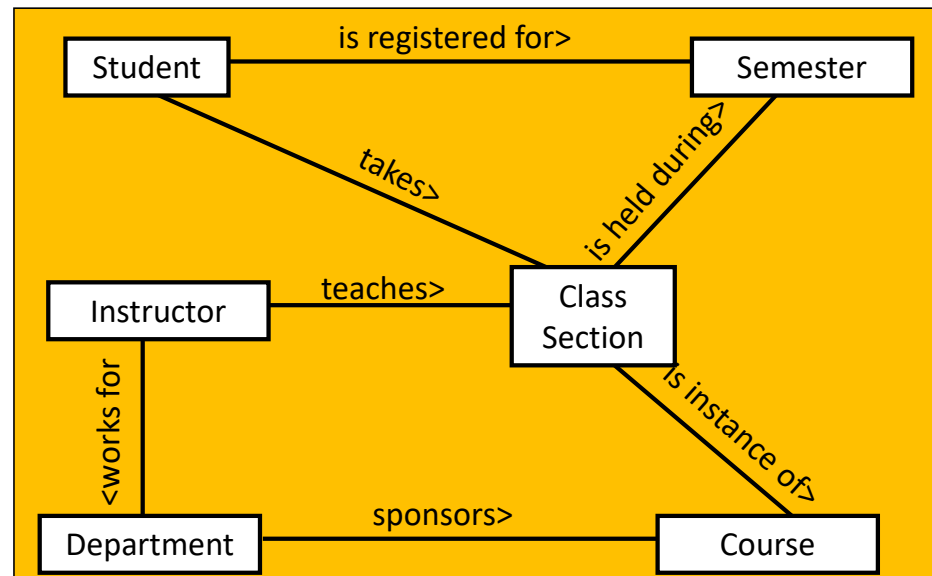 is registered for>
Student
Semester
takes>
is held during>
teaches>
Instructor
Class
Section
<works for
Is instance of>
sponsors>
Department
Course